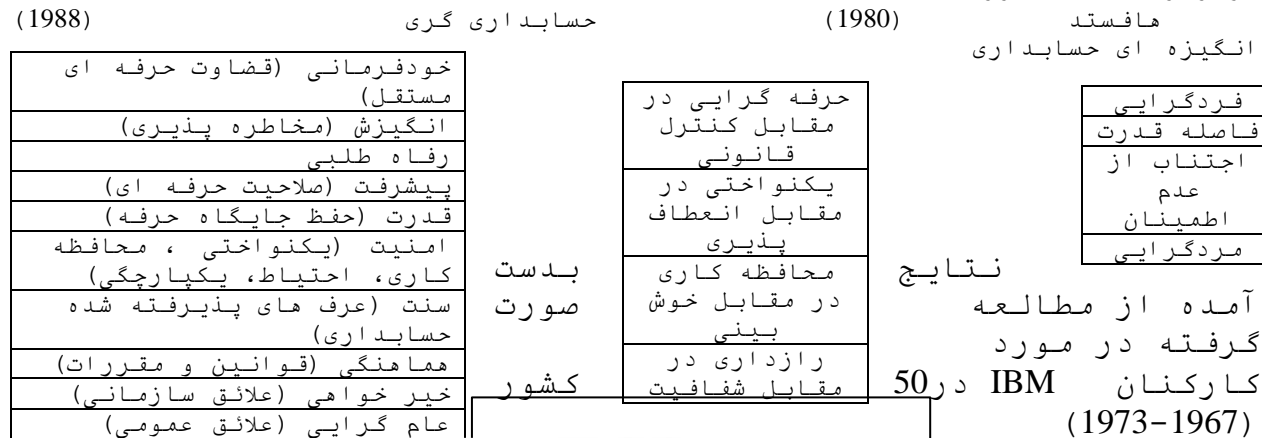 هافستد (1980) حسابداری گری (1988)
انگیزه ای حسابداری
فردگرایی
فاصله قدرت
اجتناب از
عدم
اطمینان
مردگرایی
حرفه گرایی در
مقابل کنترل
قانونی
یکنواختی در
مقابل انعطاف
پذیری
محافظه کاری
در مقابل خوش
بینی
رازداری در
مقابل شفافیت
خودفرمانی (قضاوت حرفه ای
مستقل)
انگیزش (مخاطره پذیری)
رفاه طلبی
پیشرفت (صلاحیت حرفه ای)
قدرت (حفظ جایگاه حرفه)
امنیت (یکنواختی ، محافظه
کاری، احتیاط، یکپارچگی)
سنت (عرف های پذیرفته شده
حسابداری)
هماهنگی (قوانین و مقررات)
خیر خواهی (علائق سازمانی)
عام گرایی (علائق عمومی)
نتایج بدست
آمده از مطالعه صورت
گرفته در مورد
کارکنان IBM در50 کشور
(1967-1973)